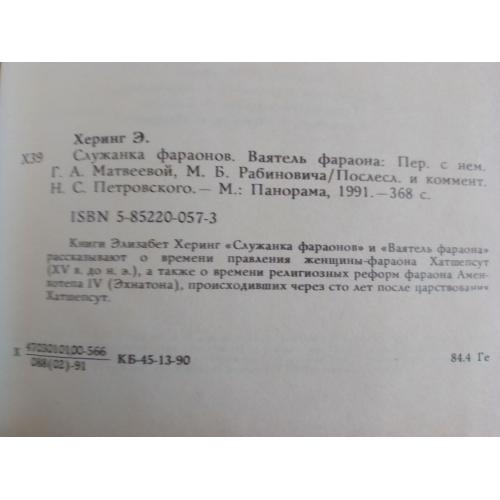 Херинг Э.
Х39 Служанка фараонов. Ваятель фараона: Пер. с нем.
Г. А. Матвеевой, М. Б. Рабиновича/Послесл. и коммент.
Н. С. Петровского.— М.: Панорама, 1991.—368 с.
ISBN 5-85220-057-3
Книги Элизабет Херинг «Служанка фараонов» и «Ваятель фараона»
рассказывают о времени правления женщины-фараона Хатшепсут
(XV в. до н. э.), а также о времени религиозных реформ фараона Амен-
хотепа IV (Эхнатона), происходивших через сто лет после царствования
Хатшепсут.
Х 4703010100-566 КБ-45-13-90 84.4 Ге
088(02)-91